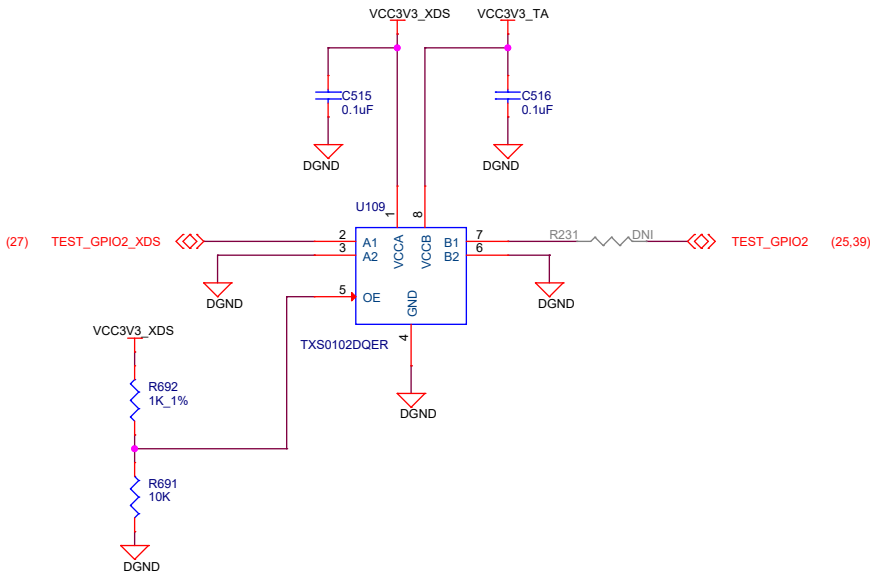 VCC3V3_XDS
VCC3V3_TA
C515
0.1uF
C516
0.1uF
DGND
DGND
U109
1
8
(27)
TEST_GPIO2_XDS
2
A1
VCCA
VCCB
B1
7
R231
DNI
TEST_GPIO2
(25,39)
3
A2
B2
6
DGND
5
OE
GND
DGND
VCC3V3_XDS
TXS0102DQER
4
R692
1K_1%
DGND
R691
10K
DGND